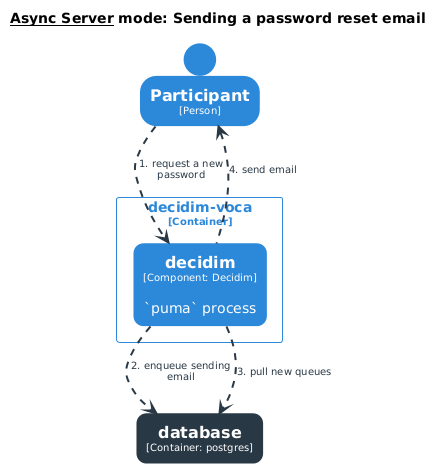 Async Server mode: Sending a password reset email
Participant
[Person]
1. request a new
password
4. send email
decidim-voca
[Container]
decidim
[Component: Decidim]
`puma` process
2. enqueue sending
email
3. pull new queues
database
[Container: postgres]